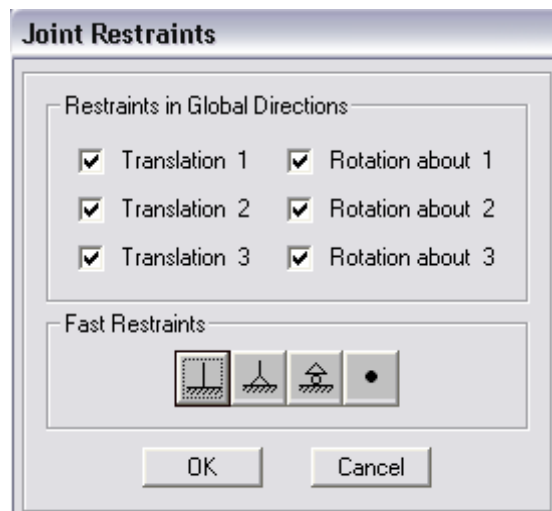 Joint Restraints
Restraints in Global Directions
Translation 1 Rotation about 1
Translation 2 Rotation about 2
Translation 3 Rotation about 3
Fast Restraints
OK Cancel